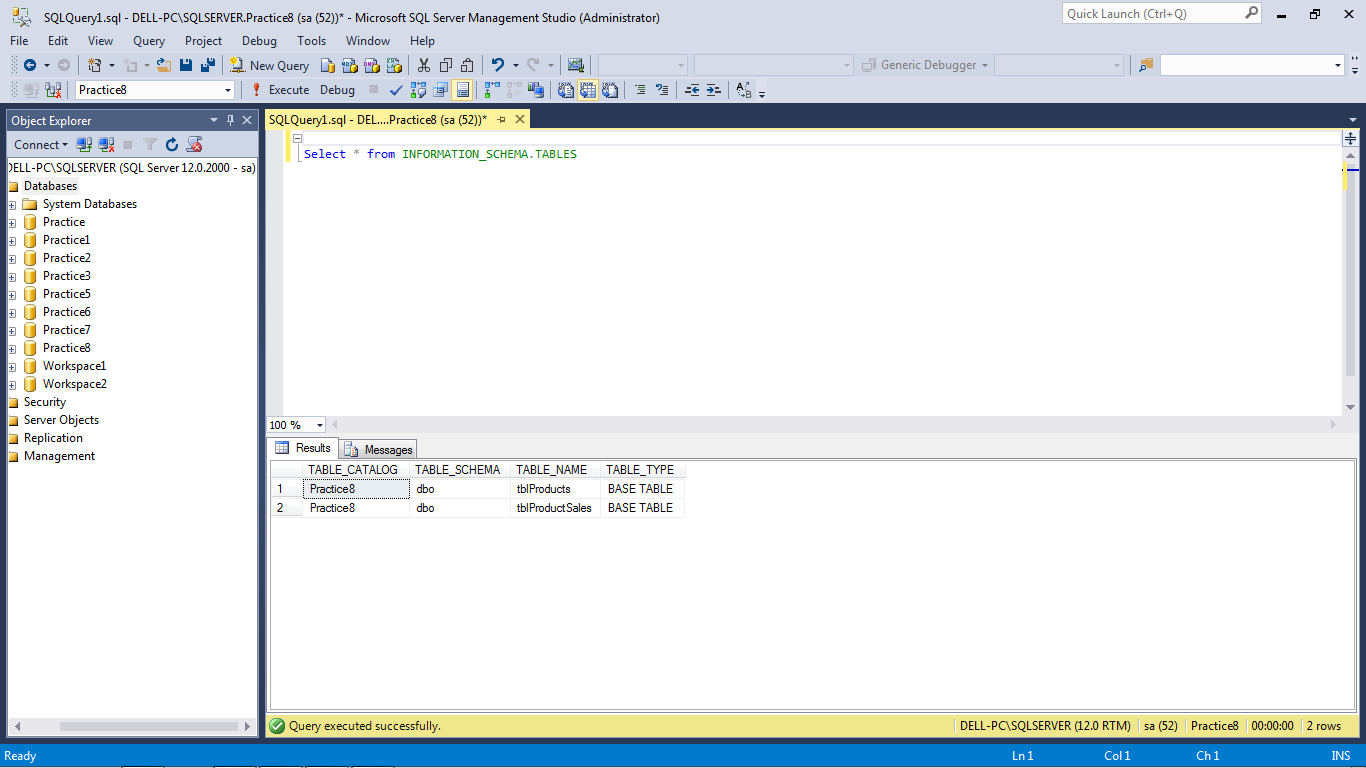 SQLQuery1.sql - DELL-PC\SQLSERVER.Practice8 (sa (52))* - Microsoft SQL Server Management Studio (Administrator)
Quick Launch (Ctrl+Q)
File Edit View Query Project Debug Tools Window Help
New Query
Generic Debugger
Practice8
Execute Debug
Object Explorer
Connect
DELL-PC\SQLSERVER (SQL Server 12.0.2000 - sa)
Databases
System Databases
Practice
Practice1
Practice2
Practice3
Practice5
Practice6
Practice7
Practice8
Workspace1
Workspace2
Security
Server Objects
Replication
Management
SQLQuery1.sql - DEL....Practice8 (sa (52))*
Select * from INFORMATION_SCHEMA.TABLES
100 %
Results Messages
TABLE_CATALOG TABLE_SCHEMA TABLE_NAME TABLE_TYPE
1 Practice8 dbo tblProducts BASE TABLE
2 Practice8 dbo tblProductSales BASE TABLE
Query executed successfully. DELL-PC\SQLSERVER (12.0 RTM) sa (52) Practice8 00:00:00 2 rows
Ready Ln 1 Col 1 Ch 1 INS